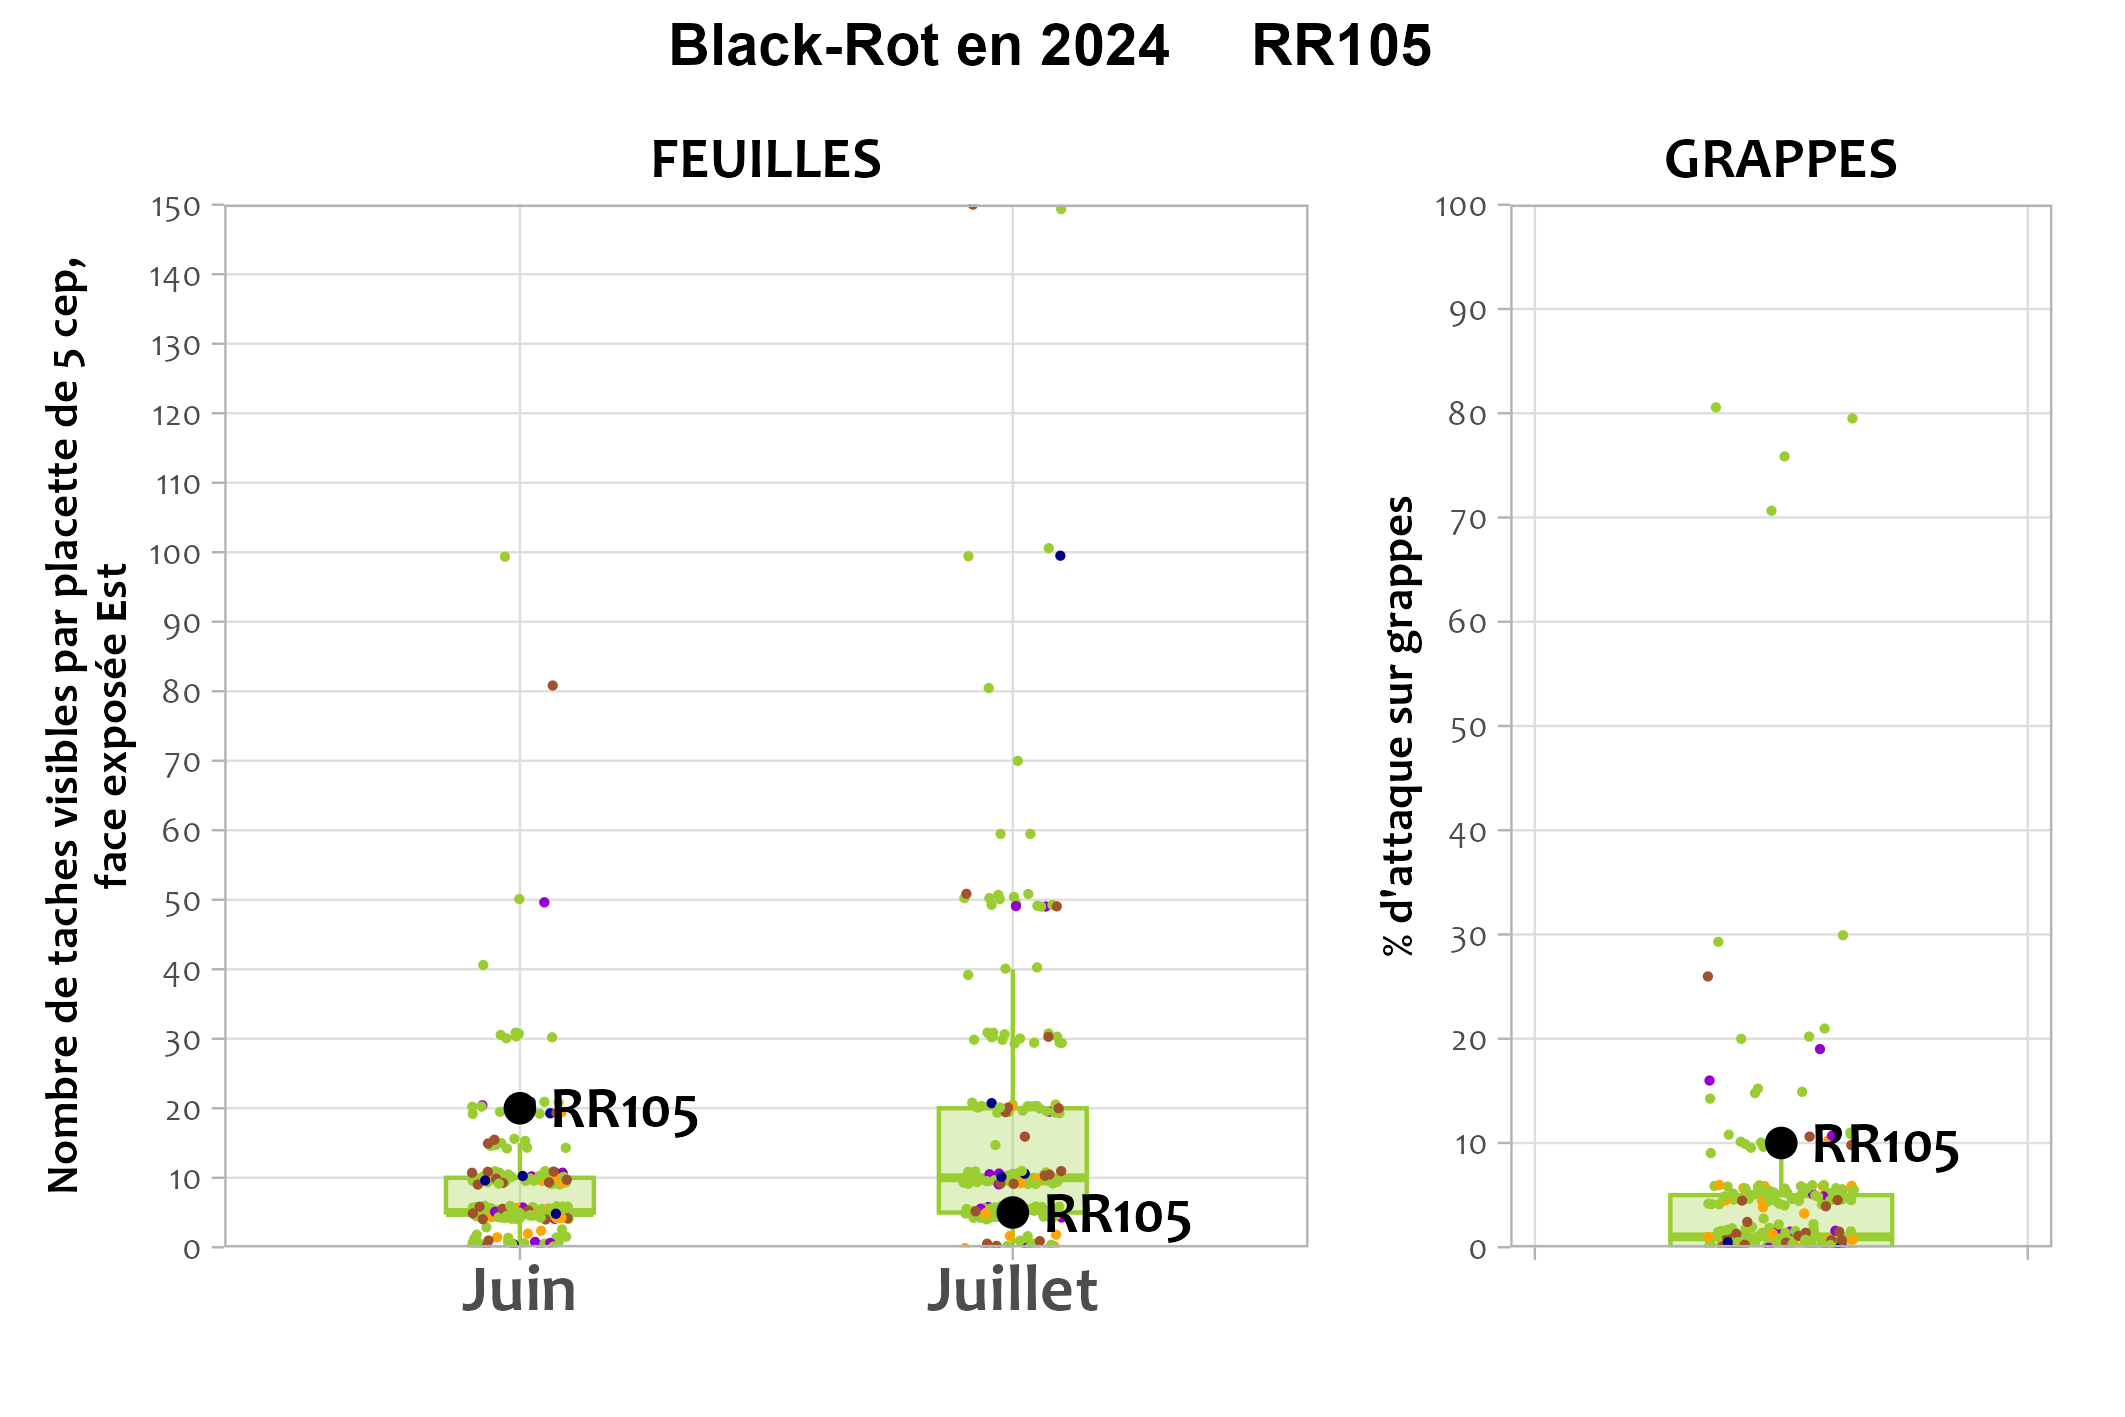 Black-Rot en 2024 RR105
FEUILLES
Nombre de taches visibles par placette de 5 cep,
face exposée Est
150
140
130
120
110
100
90
80
70
60
50
40
30
20
10
0
RR105
RR105
Juin
Juillet
GRAPPES
% d'attaque sur grappes
100
90
80
70
60
50
40
30
20
10
0
RR105